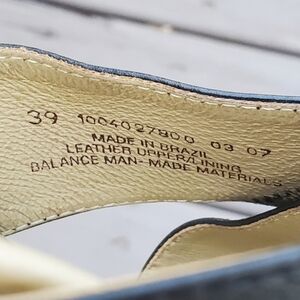 39 1004027800 03 07
MADE IN BRAZIL
LEATHER UPPER/LINING
BALANCE MAN-MADE MATERIALS